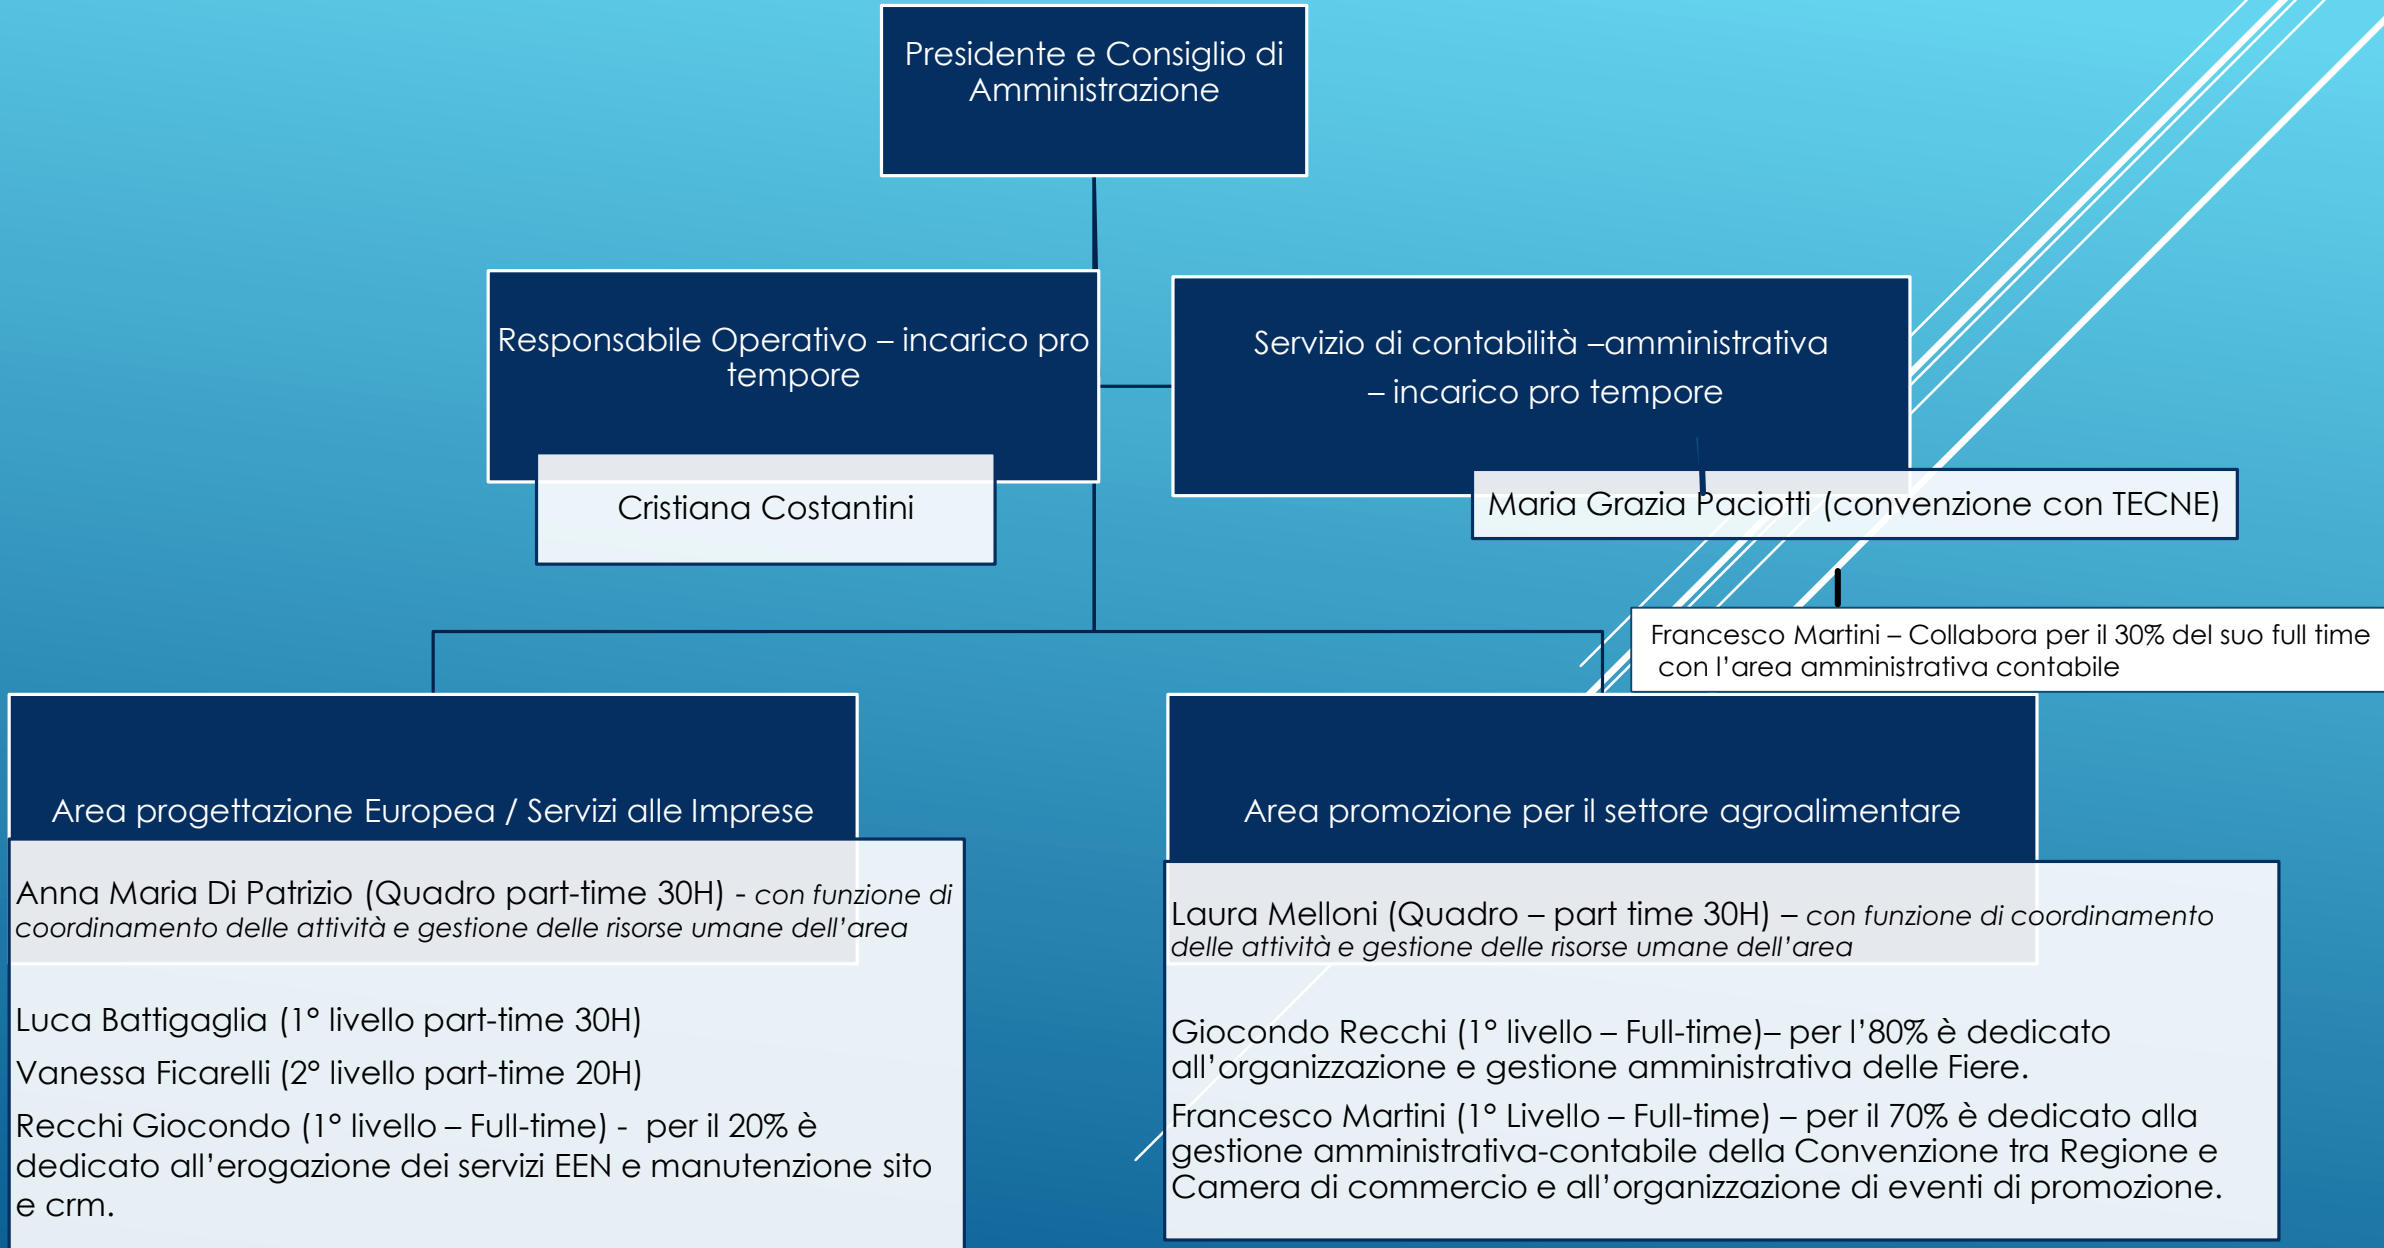 Presidente e Consiglio di
Amministrazione
Responsabile Operativo – incarico pro
tempore
Cristiana Costantini
Servizio di contabilità –amministrativa
– incarico pro tempore
Maria Grazia Paciotti (convenzione con TECNE)
Francesco Martini – Collabora per il 30% del suo full time
con l’area amministrativa contabile
Area progettazione Europea / Servizi alle Imprese
Anna Maria Di Patrizio (Quadro part-time 30H) - con funzione di
coordinamento delle attività e gestione delle risorse umane dell’area
Luca Battigaglia (1° livello part-time 30H)
Vanessa Ficarelli (2° livello part-time 20H)
Recchi Giocondo (1° livello – Full-time) - per il 20% è
dedicato all’erogazione dei servizi EEN e manutenzione sito
e crm.
Area promozione per il settore agroalimentare
Laura Melloni (Quadro – part time 30H) – con funzione di coordinamento
delle attività e gestione delle risorse umane dell’area
Giocondo Recchi (1° livello – Full-time)– per l’80% è dedicato
all’organizzazione e gestione amministrativa delle Fiere.
Francesco Martini (1° Livello – Full-time) – per il 70% è dedicato alla
gestione amministrativa-contabile della Convenzione tra Regione e
Camera di commercio e all’organizzazione di eventi di promozione.